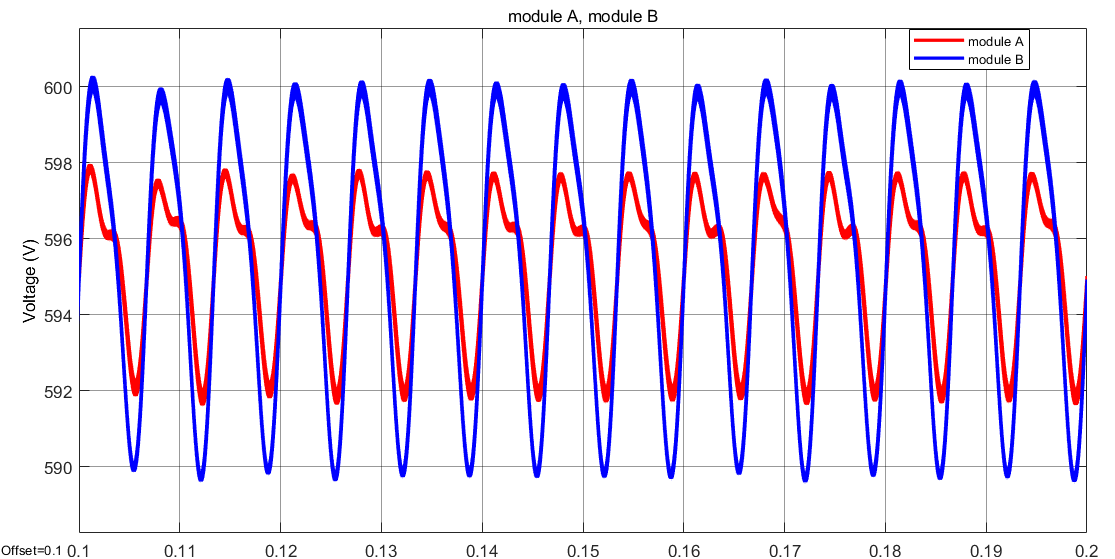 module A, module B
module A
module B
Voltage (V)
600
598
596
594
592
590
Offset=0.1
0.1 0.11 0.12 0.13 0.14 0.15 0.16 0.17 0.18 0.19 0.2